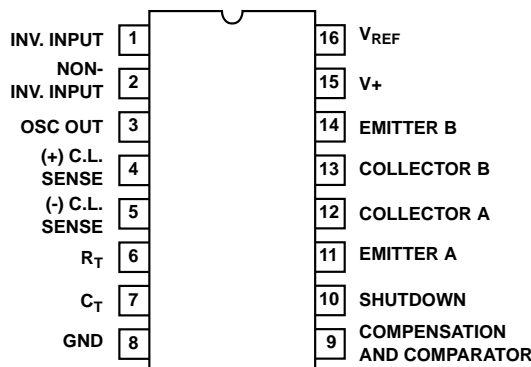 INV. INPUT 1
NON-
INV. INPUT 2
OSC OUT 3
(+) C.L.
SENSE 4
(-) C.L.
SENSE 5
RT 6
CT 7
GND 8
16 VREF
15 V+
14 EMITTER B
13 COLLECTOR B
12 COLLECTOR A
11 EMITTER A
10 SHUTDOWN
9 COMPENSATION
AND COMPARATOR